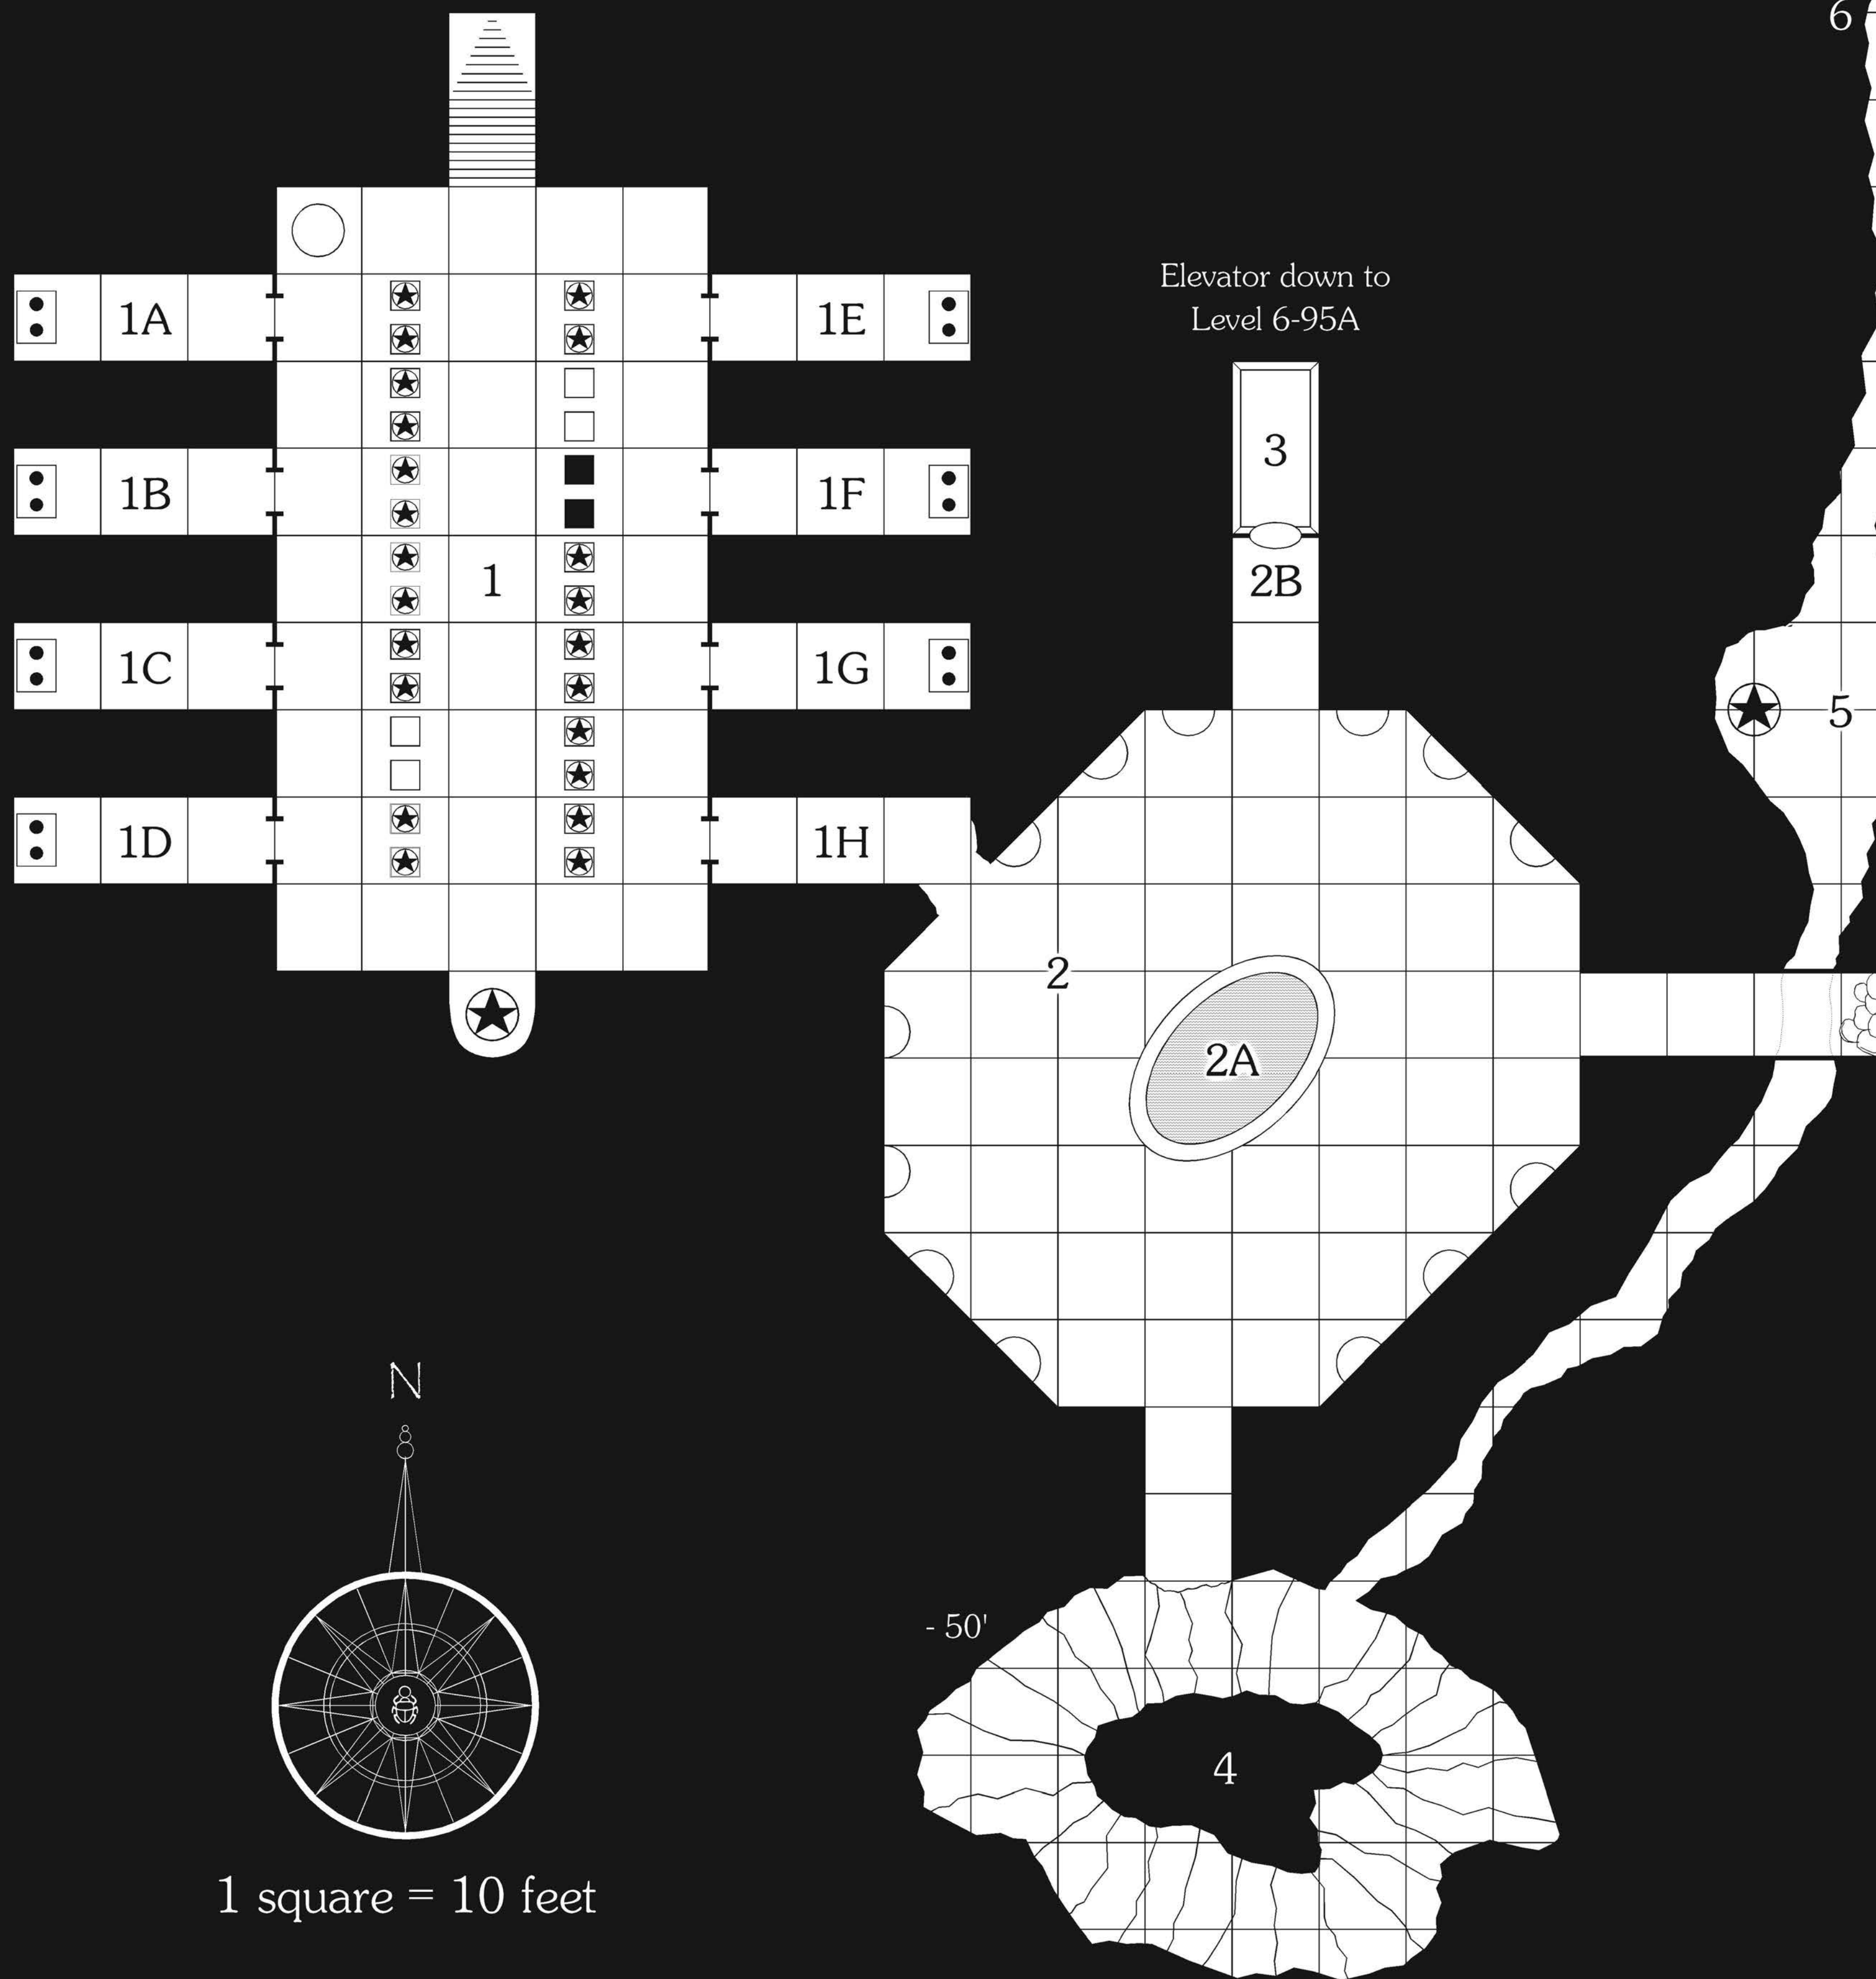 6
Elevator down to
Level 6-95A
1A
1E
3
1B
1F
1
2B
1C
1G
5
1D
1H
2
2A
N
- 50'
4
1 square = 10 feet